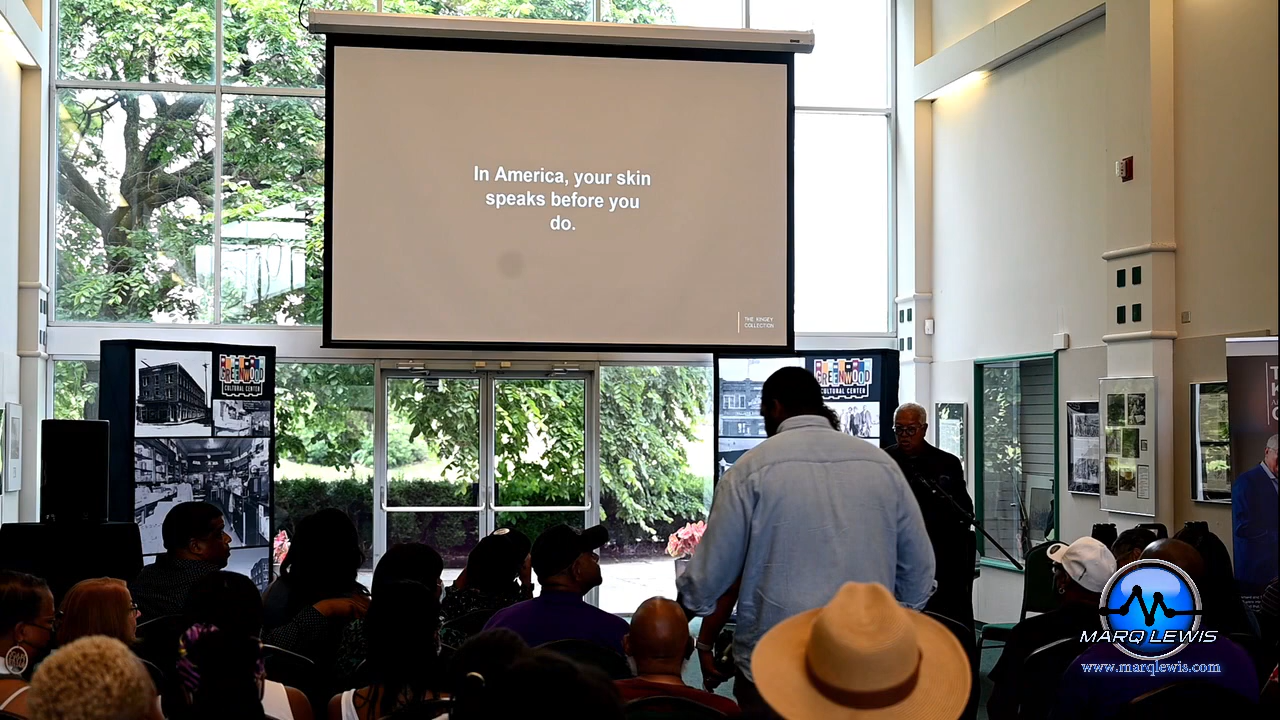 In America, your skin
speaks before you
do.
THE KINSEY
COLLECTION
GREENWOOD
CULTURAL CENTER
GREENWOOD
CULTURAL CENTER
MARQ LEWIS
www.marqlewis.com